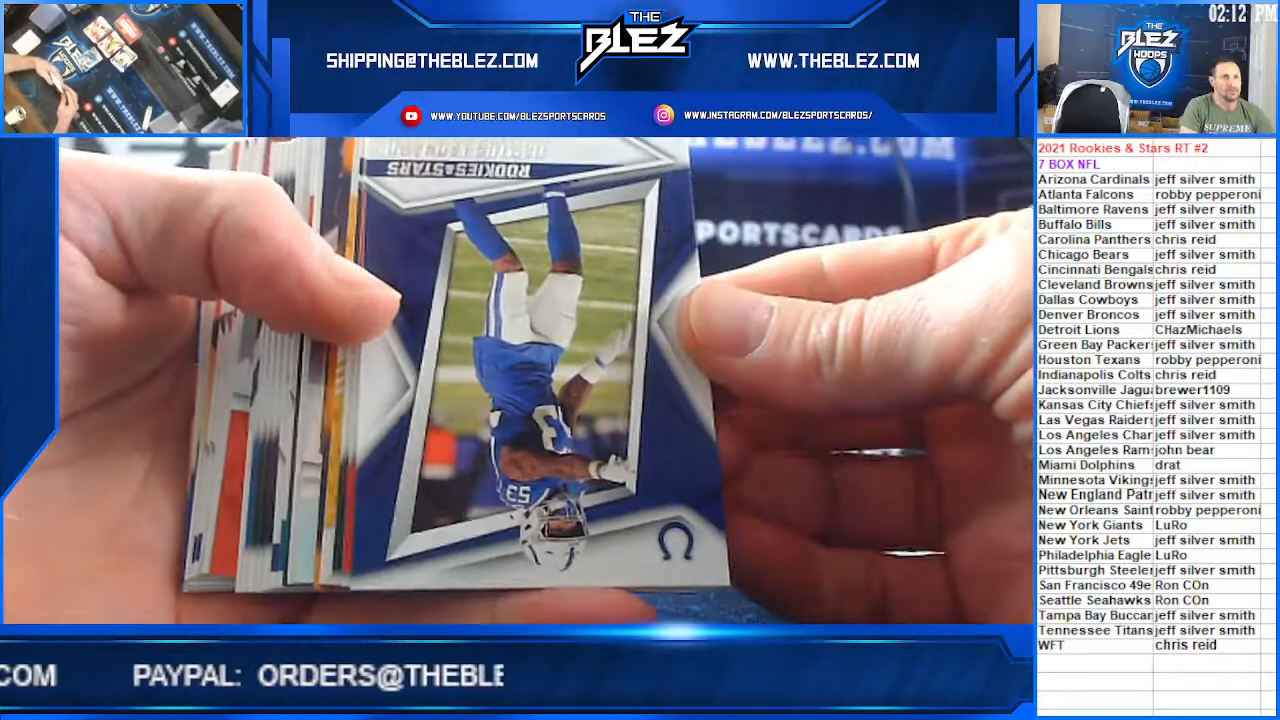 THE
BLEZ
SHIPPING@THEBLEZ.COM
WWW.THEBLEZ.COM
WWW.YOUTUBE.COM/BLEZSPORTSCARDS
WWW.INSTAGRAM.COM/BLEZSPORTSCARDS/
02:12 PM
THE
BLEZ
HOOPS
SUPREME
BLEZ
ROOKIES&STARS
PORTSCARDS
53
2021 Rookies & Stars RT #2
7 BOX NFL
Arizona Cardinals jeff silver smith
Atlanta Falcons robby pepperoni
Baltimore Ravens jeff silver smith
Buffalo Bills jeff silver smith
Carolina Panthers chris reid
Chicago Bears jeff silver smith
Cincinnati Bengals chris reid
Cleveland Browns jeff silver smith
Dallas Cowboys jeff silver smith
Denver Broncos jeff silver smith
Detroit Lions CHazMichaels
Green Bay Packer jeff silver smith
Houston Texans robby pepperoni
Indianapolis Colts chris reid
Jacksonville Jagu brewer1109
Kansas City Chief jeff silver smith
Las Vegas Raider jeff silver smith
Los Angeles Char jeff silver smith
Los Angeles Ram john bear
Miami Dolphins drat
Minnesota Viking jeff silver smith
New England Patr jeff silver smith
New Orleans Saint robby pepperoni
New York Giants LuRo
New York Jets jeff silver smith
Philadelphia Eagle LuRo
Pittsburgh Steeler jeff silver smith
San Francisco 49e Ron COn
Seattle Seahawks Ron COn
Tampa Bay Buccar jeff silver smith
Tennessee Titans jeff silver smith
WFT chris reid
COM PAYPAL: ORDERS@THEBLE